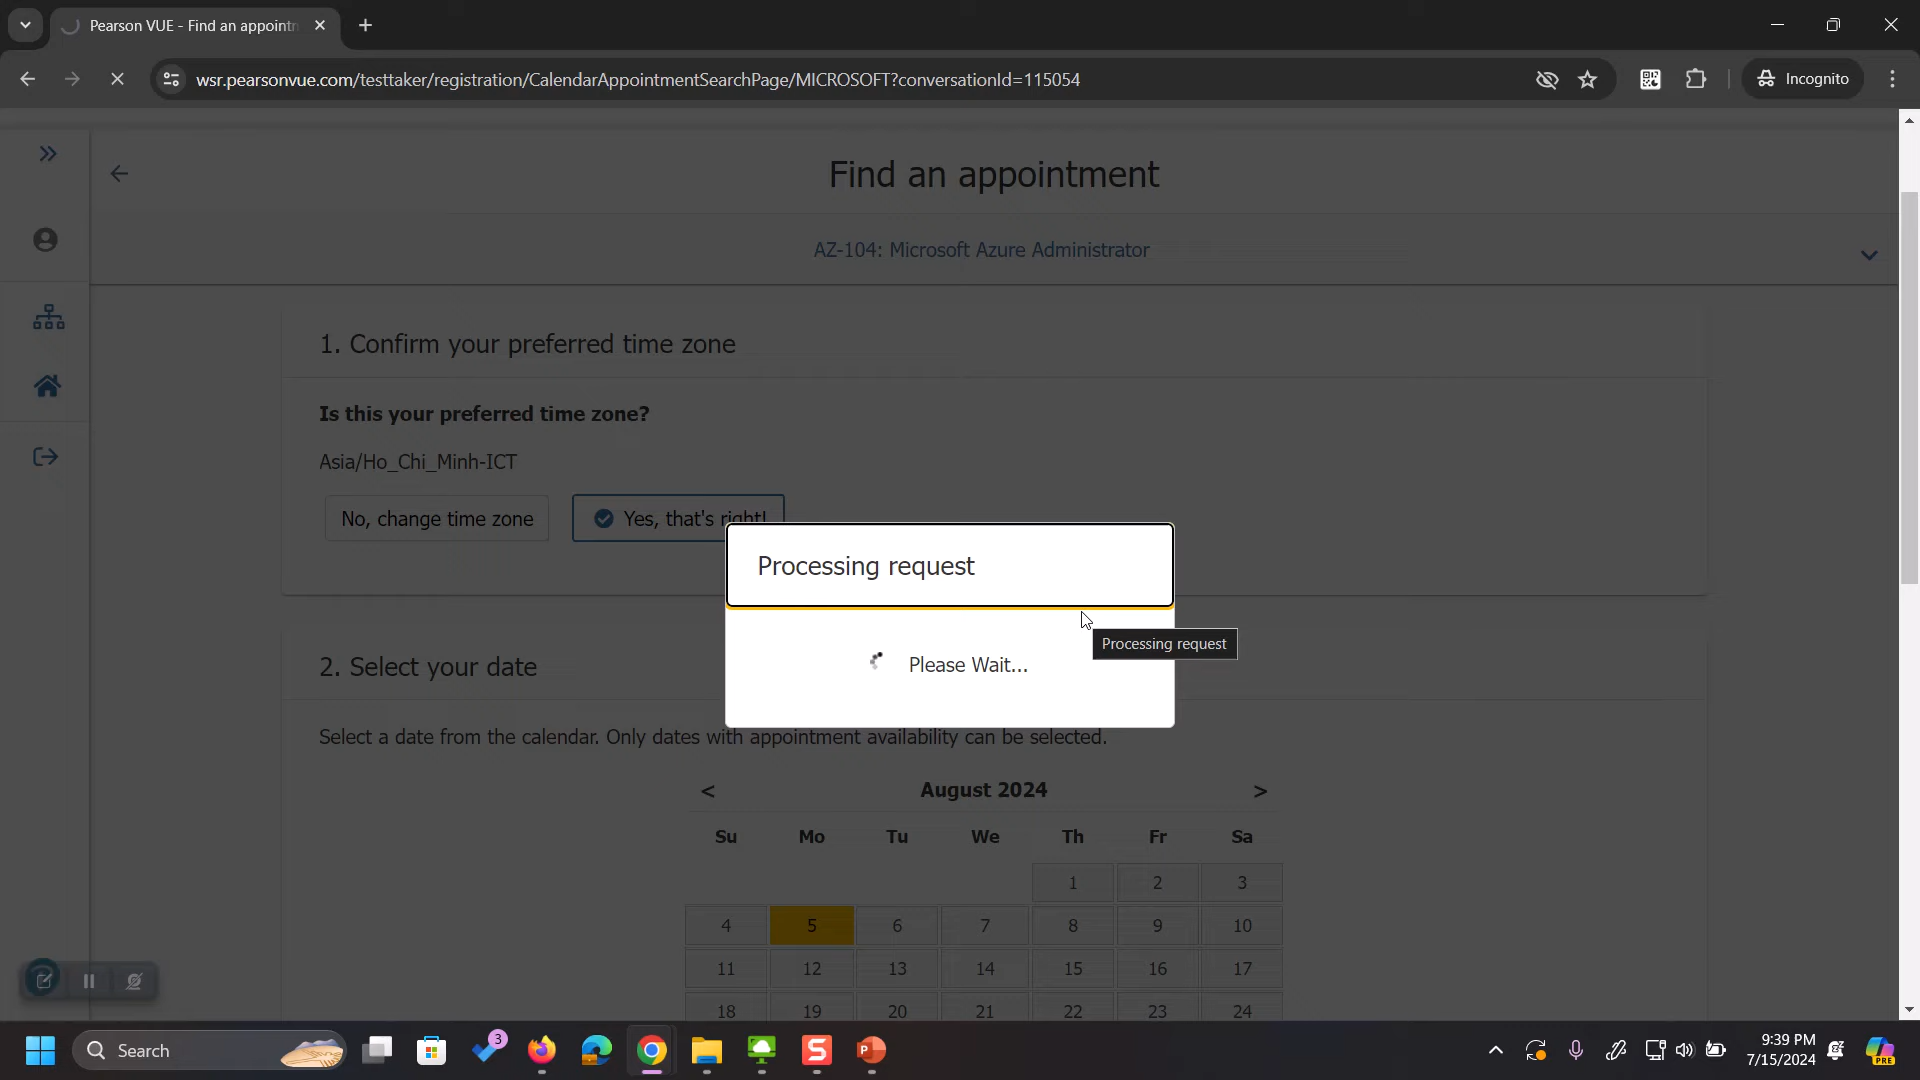 Pearson VUE - Find an appointn
wsr.pearsonvue.com/testtaker/registration/CalendarAppointmentSearchPage/MICROSOFT?conversationId=115054
Incognito
Find an appointment
AZ-104: Microsoft Azure Administrator
1. Confirm your preferred time zone
Is this your preferred time zone?
Asia/Ho_Chi_Minh-ICT
No, change time zone
Yes, that's right!
Processing request
Please Wait...
Processing request
2. Select your date
Select a date from the calendar. Only dates with appointment availability can be selected.
< August 2024 >
Su Mo Tu We Th Fr Sa
1 2 3
4 5 6 7 8 9 10
11 12 13 14 15 16 17
18 19 20 21 22 23 24
Search
3
S
P
9:39 PM
7/15/2024
PRE